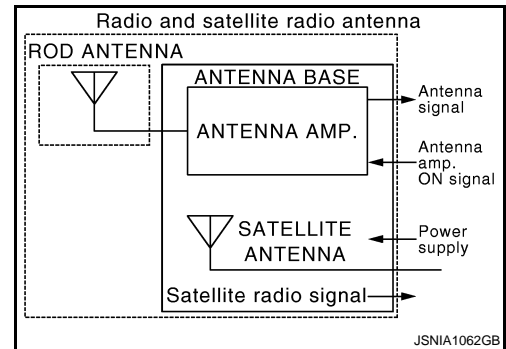 Radio and satellite radio antenna
ROD ANTENNA
ANTENNA BASE
ANTENNA AMP.
Antenna
signal
Antenna
amp.
ON signal
SATELLITE
ANTENNA
Power
supply
Satellite radio signal
JSNIA1062GB